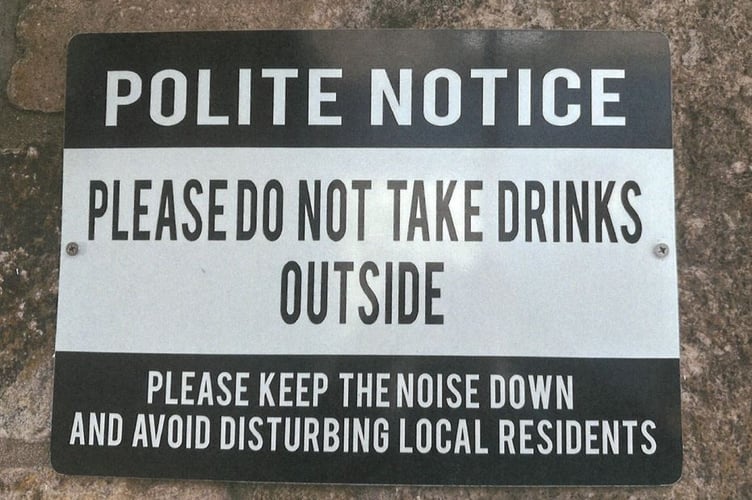 POLITE NOTICE
PLEASE DO NOT TAKE DRINKS
OUTSIDE
PLEASE KEEP THE NOISE DOWN
AND AVOID DISTURBING LOCAL RESIDENTS